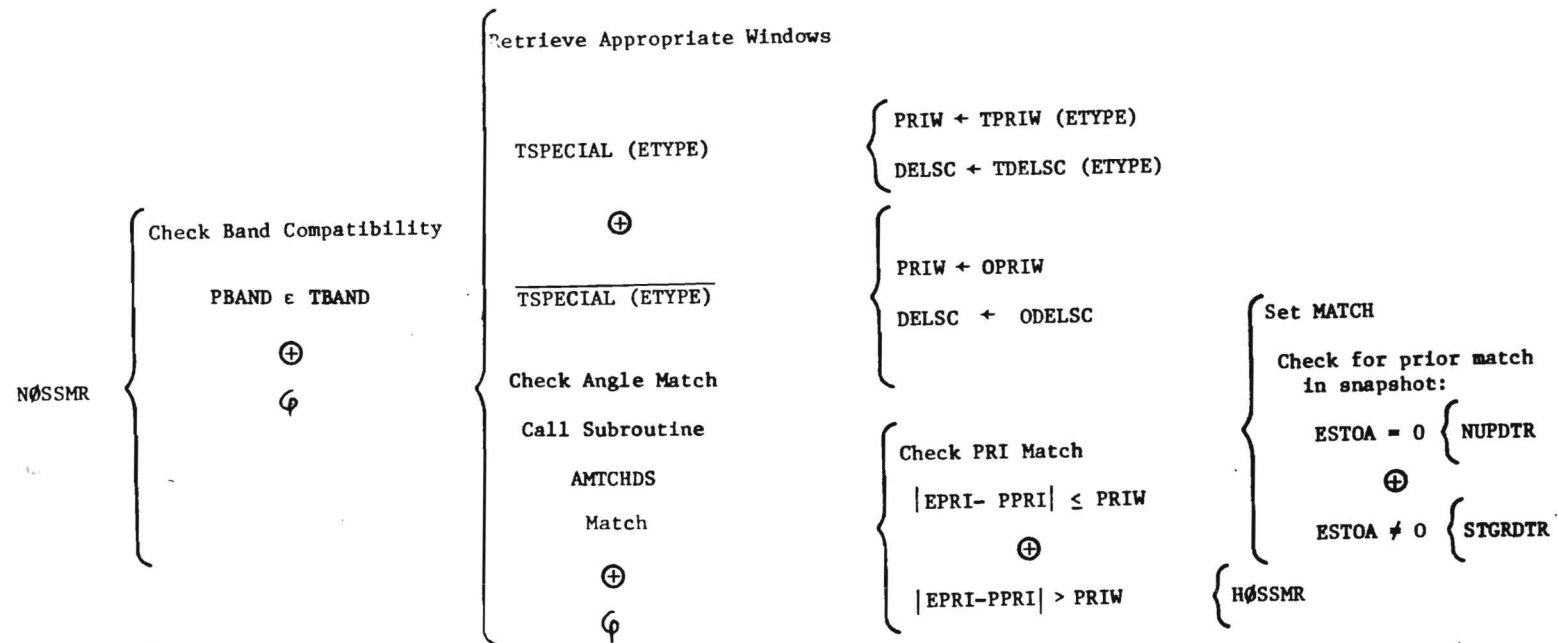 NØSSMR
Check Band Compatibility
PBAND ε TBAND
⊕
φ
Retrieve Appropriate Windows
TSPECIAL (ETYPE)
⊕
TSPECIAL (ETYPE)
Check Angle Match
Call Subroutine
AMTCHDS
Match
⊕
φ
PRIW ← TPRIW (ETYPE)
DELSC ← TDELSC (ETYPE)
PRIW ← OPRIW
DELSC ← ODELSC
Check PRI Match
|EPRI- PPRI| ≤ PRIW
⊕
|EPRI-PPRI| > PRIW
Set MATCH
Check for prior match
in snapshot:
ESTOA = 0 { NUPDTR
⊕
ESTOA ≠ 0 { STGRDTR
HØSSMR